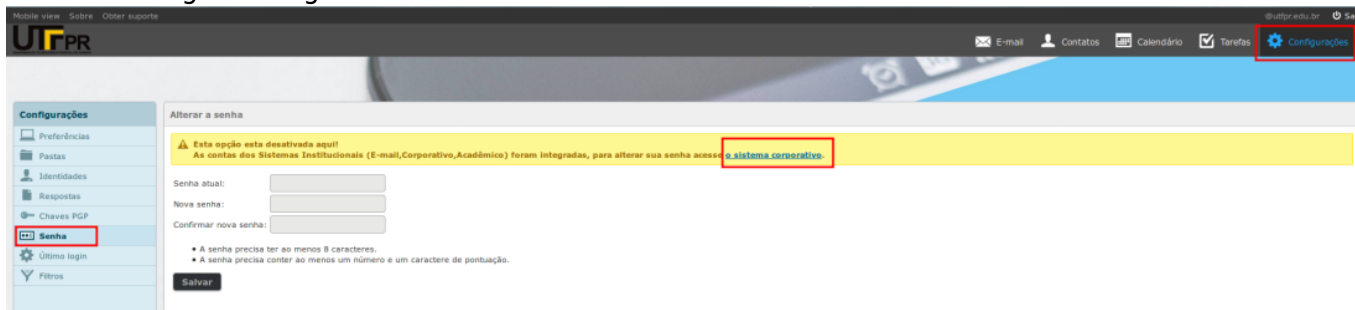 Mobile view Sobre Obter suporte
@utfpr.edu.br
UTFPR
E-mail Contatos Calendário Tarefas Configurações
Configurações
Preferências
Pastas
Identidades
Respostas
Chaves PGP
Senha
Último login
Filtros
Alterar a senha
Esta opção esta desativada aqui!
As contas dos Sistemas Institucionais (E-mail,Corporativo,Acadêmico) foram integradas, para alterar sua senha acesse o sistema corporativo.
Senha atual:
Nova senha:
Confirmar nova senha:
• A senha precisa ter ao menos 8 caracteres.
• A senha precisa conter ao menos um número e um caractere de pontuação.
Salvar